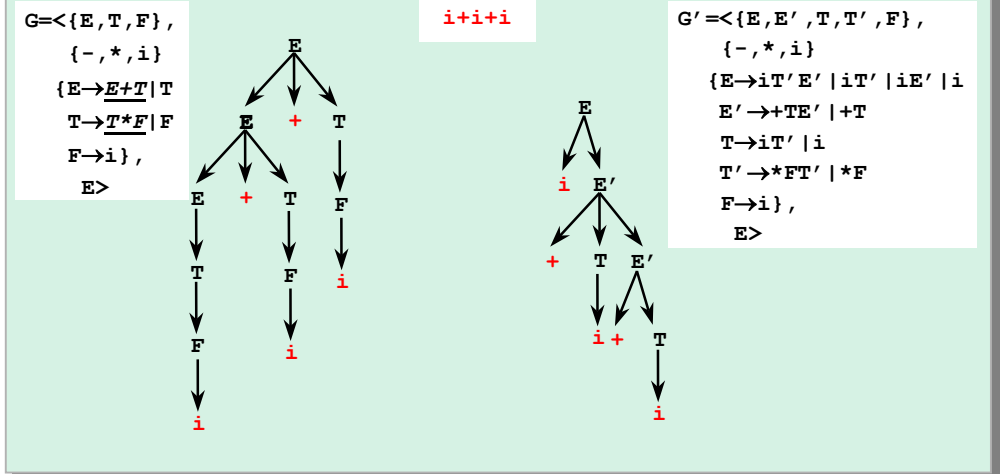 G=<{E,T,F},
{-,*,i}
{E→E+T|T
T→T*F|F
F→i},
E>
i+i+i
G’=<{E,E’,T,T’,F},
{-,*,i}
{E→iT’E’|iT’|iE’|i
E’→+TE’|+T
T→iT’|i
T’→*FT’|*F
F→i},
E>
E
E + T
E + T F
T F i
F i
i
E
i E’
+ T E’
i + T
i